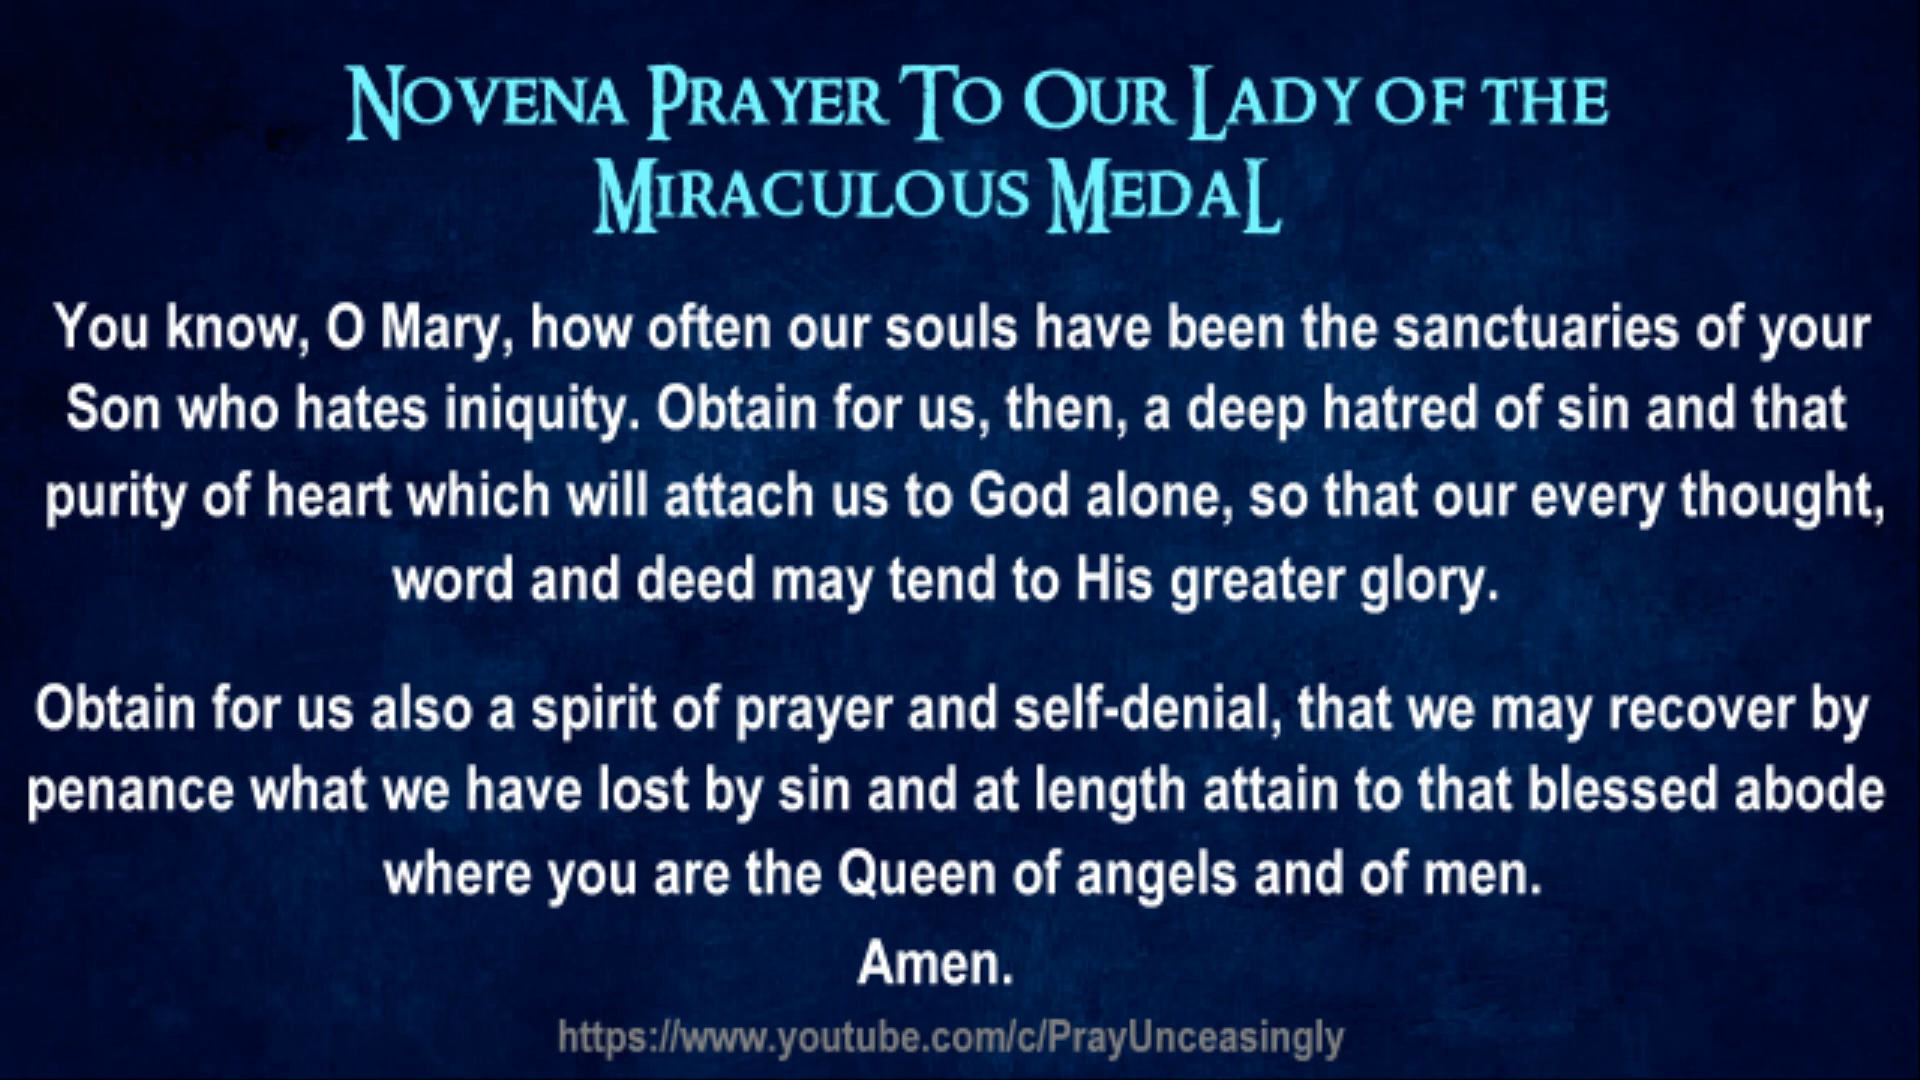 Novena Prayer To Our Lady of the
Miraculous Medal
You know, O Mary, how often our souls have been the sanctuaries of your
Son who hates iniquity. Obtain for us, then, a deep hatred of sin and that
purity of heart which will attach us to God alone, so that our every thought,
word and deed may tend to His greater glory.
Obtain for us also a spirit of prayer and self-denial, that we may recover by
penance what we have lost by sin and at length attain to that blessed abode
where you are the Queen of angels and of men.
Amen.
https://www.youtube.com/c/PrayUnceasingly